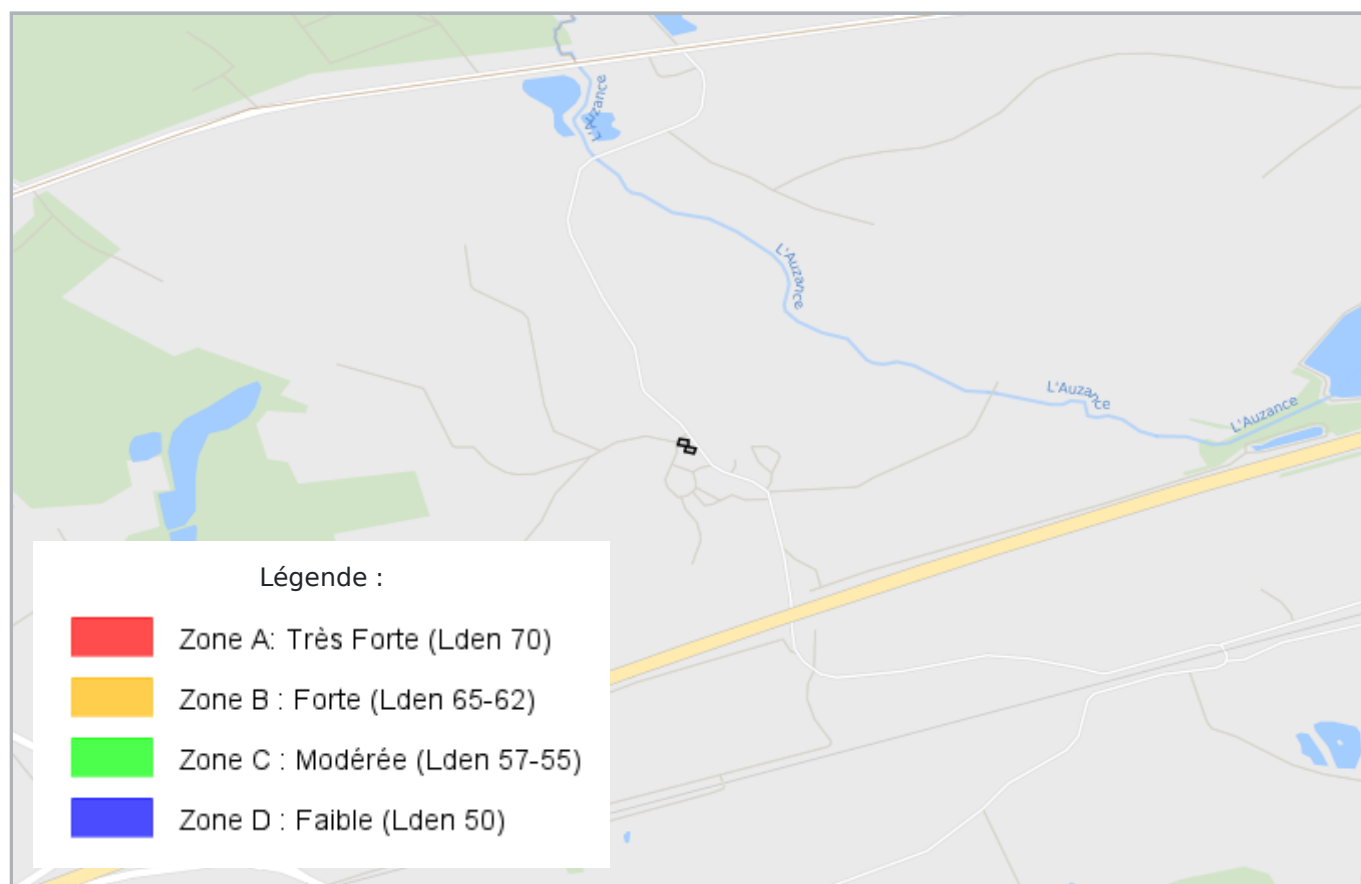 L'Auzance
L'Auzance
L'Auzance
L'Auzance
Légende :
Zone A: Très Forte (Lden 70)
Zone B : Forte (Lden 65-62)
Zone C : Modérée (Lden 57-55)
Zone D : Faible (Lden 50)